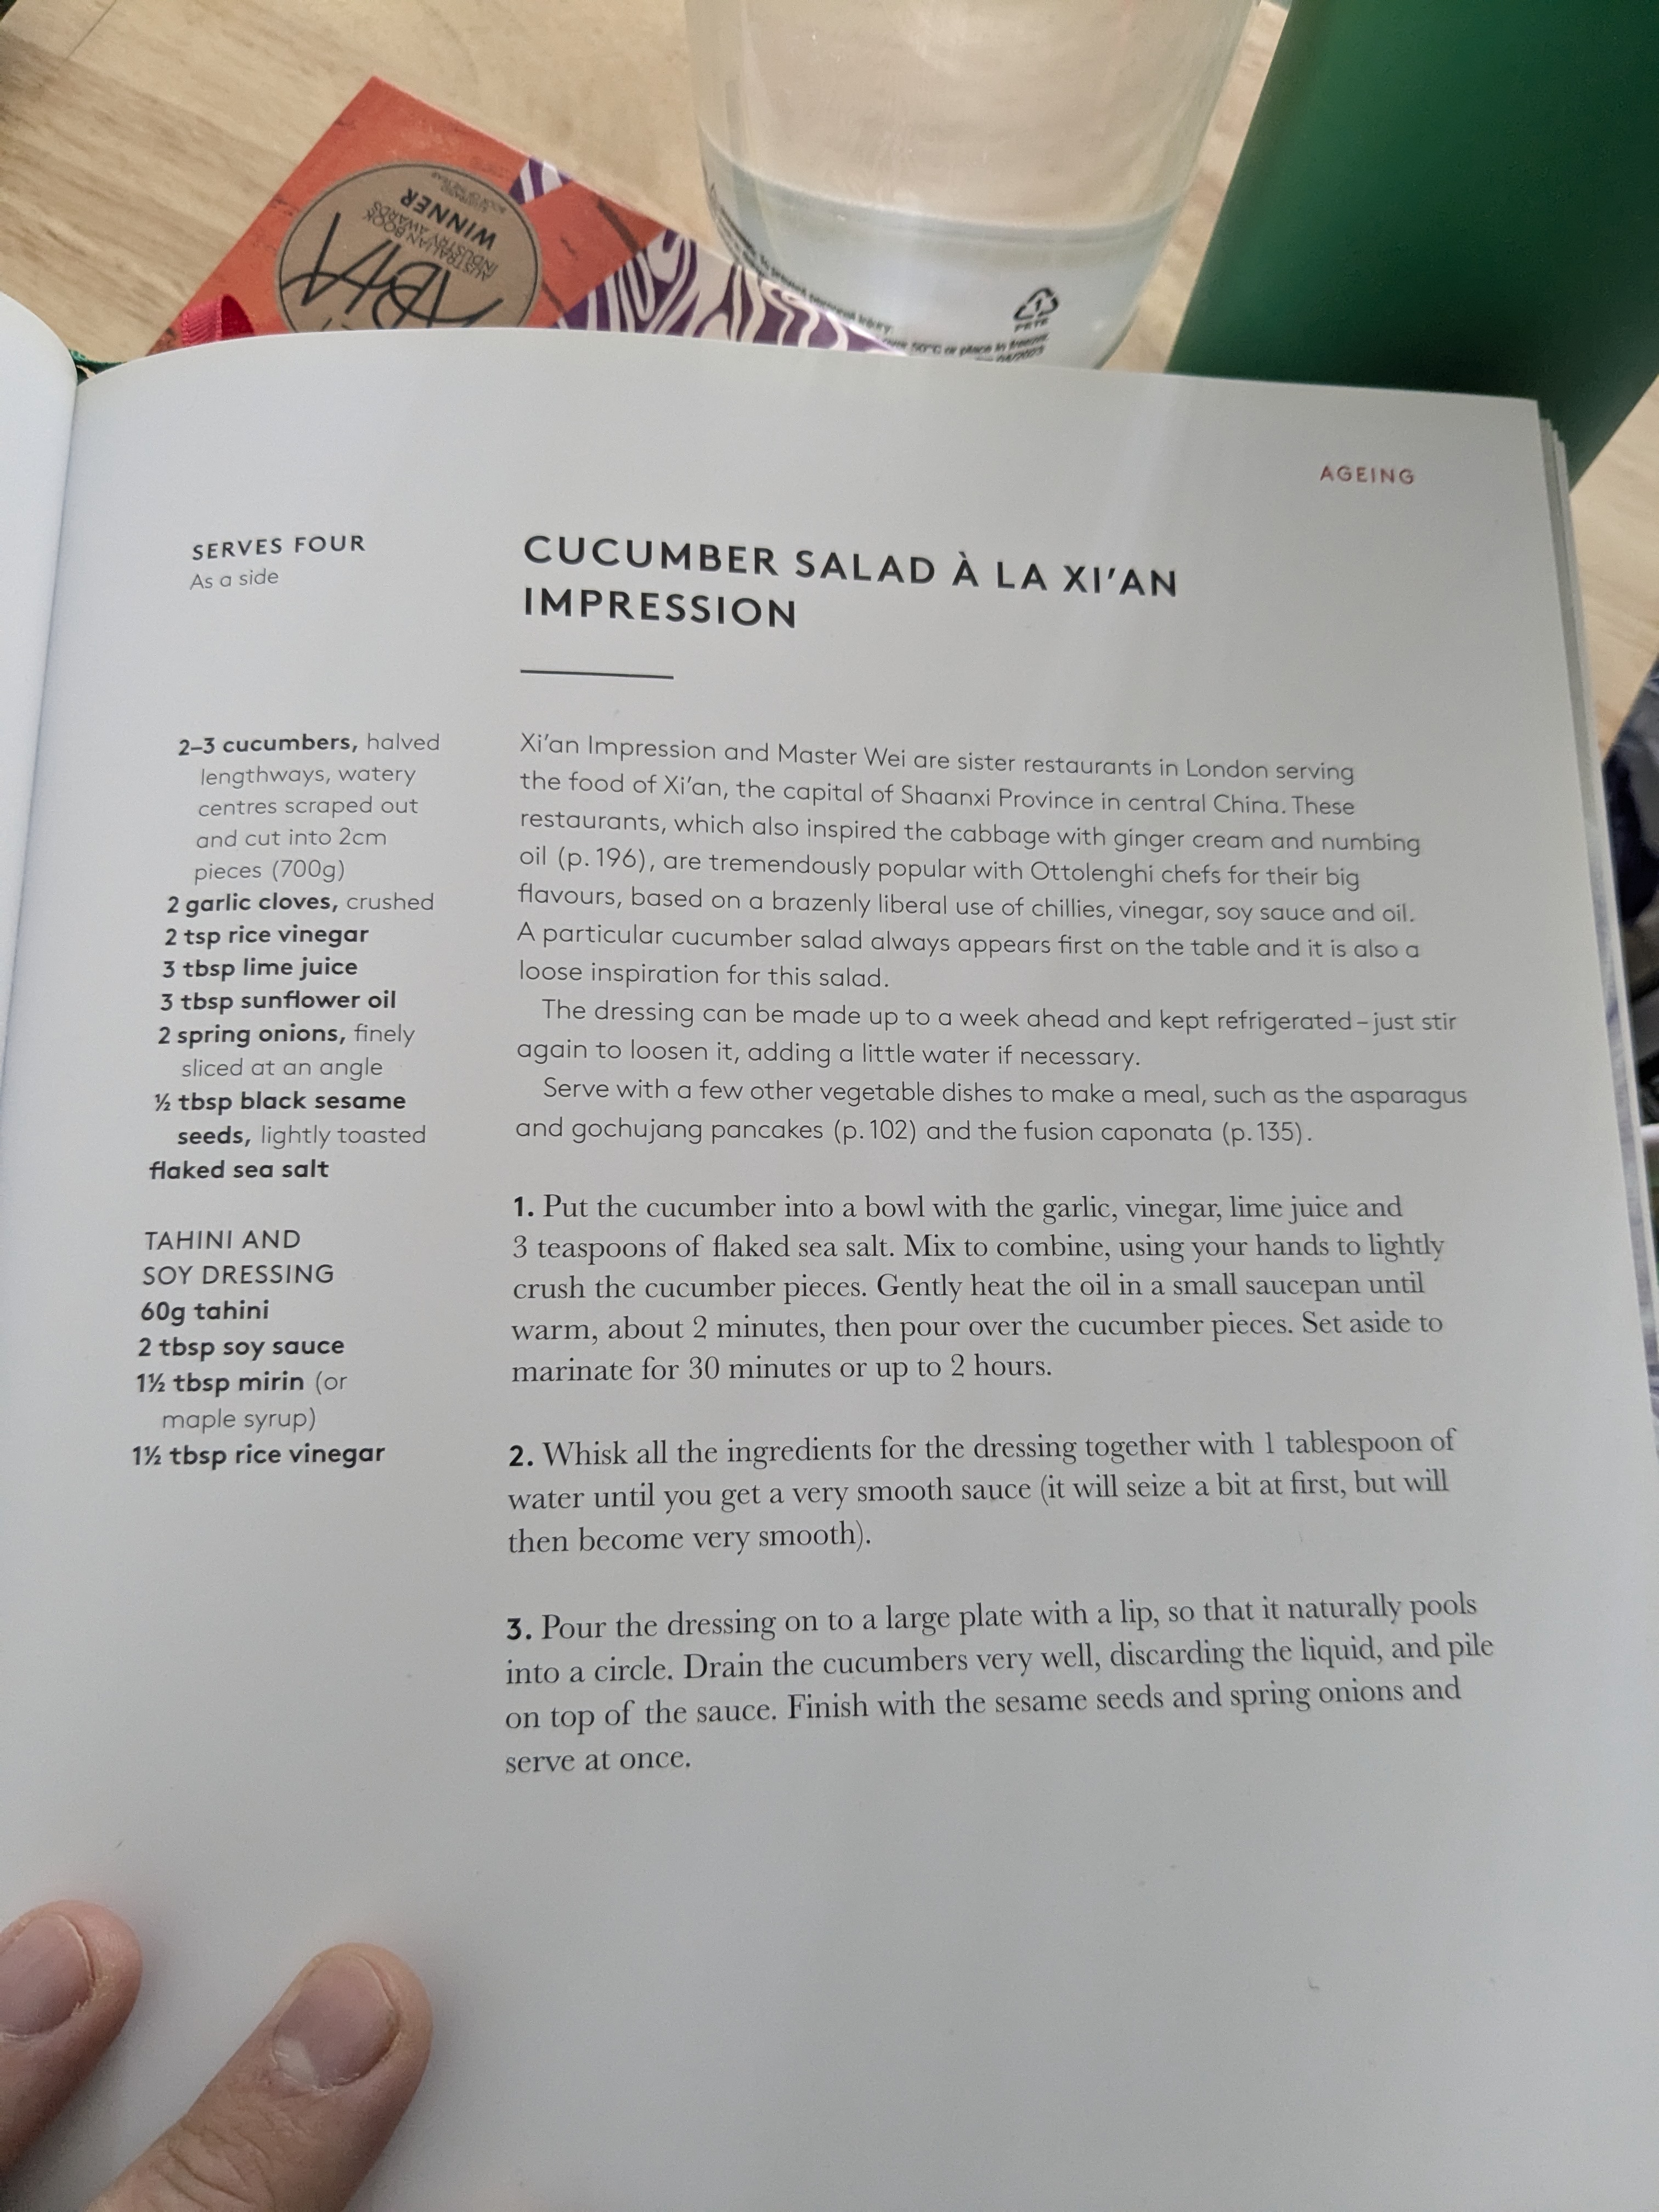 WINNER
AUSTRALIAN BOOK
INDUSTRY AWARDS
ABIA
1
PETE
injury.
50°C or place in freezer.
AGEING
SERVES FOUR
As a side
CUCUMBER SALAD À LA XI'AN
IMPRESSION
2–3 cucumbers, halved
lengthways, watery
centres scraped out
and cut into 2cm
pieces (700g)
2 garlic cloves, crushed
2 tsp rice vinegar
3 tbsp lime juice
3 tbsp sunflower oil
2 spring onions, finely
sliced at an angle
½ tbsp black sesame
seeds, lightly toasted
flaked sea salt
TAHINI AND
SOY DRESSING
60g tahini
2 tbsp soy sauce
1½ tbsp mirin (or
maple syrup)
1½ tbsp rice vinegar
Xi'an Impression and Master Wei are sister restaurants in London serving
the food of Xi'an, the capital of Shaanxi Province in central China. These
restaurants, which also inspired the cabbage with ginger cream and numbing
oil (p. 196), are tremendously popular with Ottolenghi chefs for their big
flavours, based on a brazenly liberal use of chillies, vinegar, soy sauce and oil.
A particular cucumber salad always appears first on the table and it is also a
loose inspiration for this salad.
The dressing can be made up to a week ahead and kept refrigerated – just stir
again to loosen it, adding a little water if necessary.
Serve with a few other vegetable dishes to make a meal, such as the asparagus
and gochujang pancakes (p. 102) and the fusion caponata (p. 135).
1. Put the cucumber into a bowl with the garlic, vinegar, lime juice and
3 teaspoons of flaked sea salt. Mix to combine, using your hands to lightly
crush the cucumber pieces. Gently heat the oil in a small saucepan until
warm, about 2 minutes, then pour over the cucumber pieces. Set aside to
marinate for 30 minutes or up to 2 hours.
2. Whisk all the ingredients for the dressing together with 1 tablespoon of
water until you get a very smooth sauce (it will seize a bit at first, but will
then become very smooth).
3. Pour the dressing on to a large plate with a lip, so that it naturally pools
into a circle. Drain the cucumbers very well, discarding the liquid, and pile
on top of the sauce. Finish with the sesame seeds and spring onions and
serve at once.